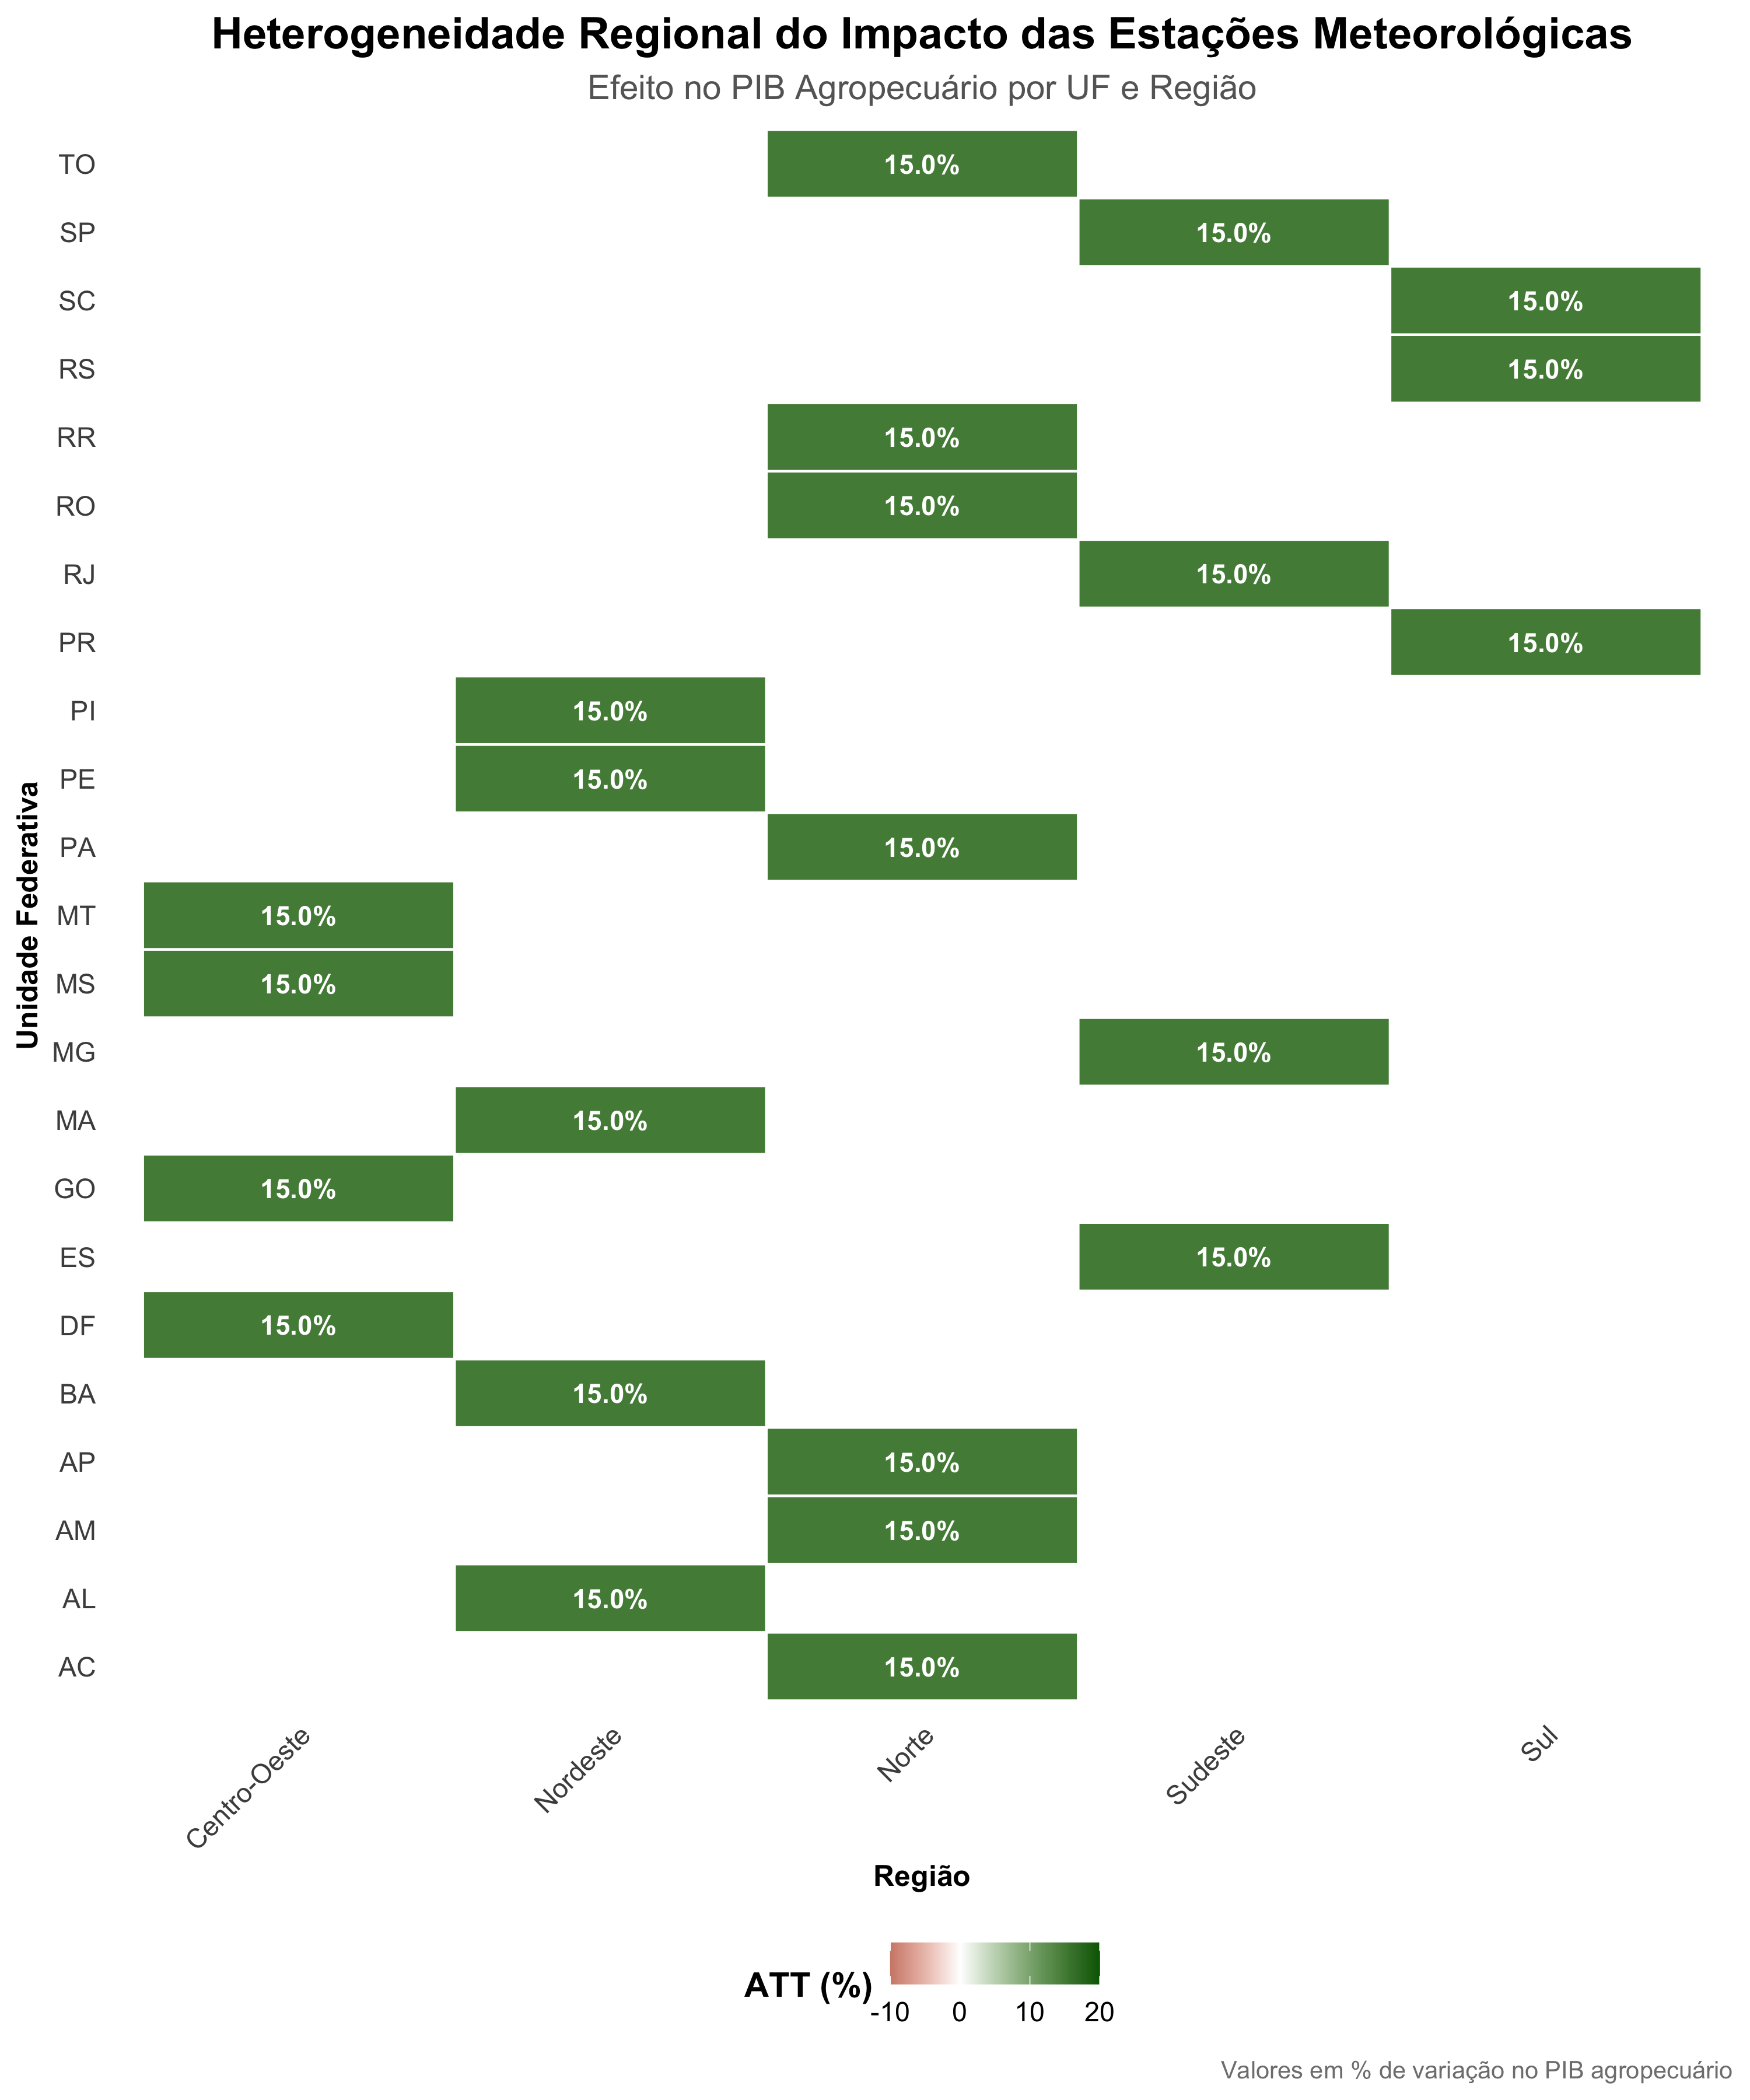 Heterogeneidade Regional do Impacto das Estações Meteorológicas
Efeito no PIB Agropecuário por UF e Região
Unidade Federativa
TO 15.0%
SP 15.0%
SC 15.0%
RS 15.0%
RR 15.0%
RO 15.0%
RJ 15.0%
PR 15.0%
PI 15.0%
PE 15.0%
PA 15.0%
MT 15.0%
MS 15.0%
MG 15.0%
MA 15.0%
GO 15.0%
ES 15.0%
DF 15.0%
BA 15.0%
AP 15.0%
AM 15.0%
AL 15.0%
AC 15.0%
Centro-Oeste Nordeste Norte Sudeste Sul
Região
ATT (%)
-10 0 10 20
Valores em % de variação no PIB agropecuário